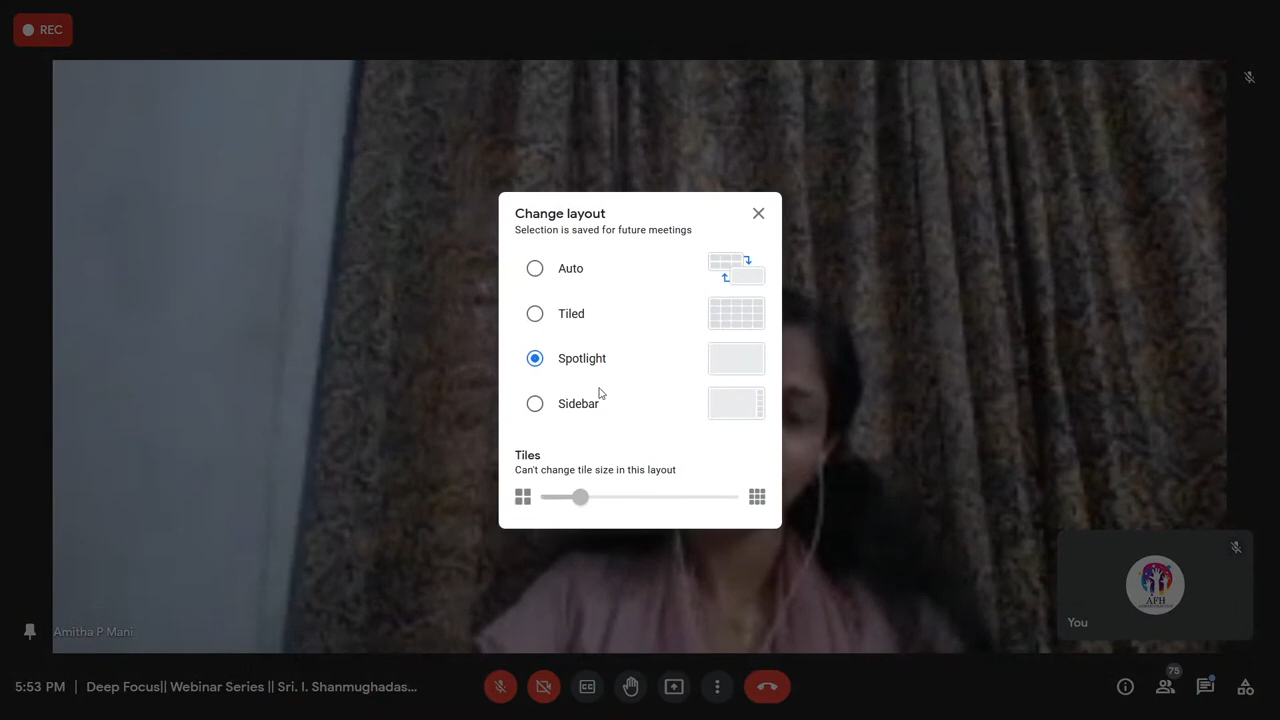 REC
Change layout
Selection is saved for future meetings
Auto
Tiled
Spotlight
Sidebar
Tiles
Can't change tile size in this layout
AFH
You
Amitha P Mani
5:53 PM | Deep Focus|| Webinar Series || Sri. I. Shanmughadas...
75